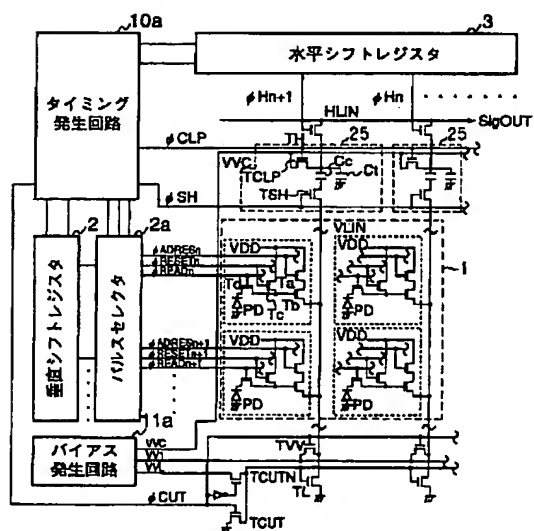 10a
3
水平シフトレジスタ
タイミング
発生回路
φHn+1
φHn
HLIN
SigOUT
25
25
φCLP
VVC
TCLP
Cc
Ct
φSH
TSH
2
2a
垂直シフトレジスタ
パルスセレクタ
φADRESn
φRESETn
φREADn
VLIN
VDD
VDD
Td
Ta
Tb
Tc
PD
PD
1
φADRESn+1
φRESETn+1
φREADn+1
VDD
VDD
PD
PD
1a
バイアス
発生回路
VVC
VV1
VVL
TVV
φCUT
TCUTN
TL
TCUT